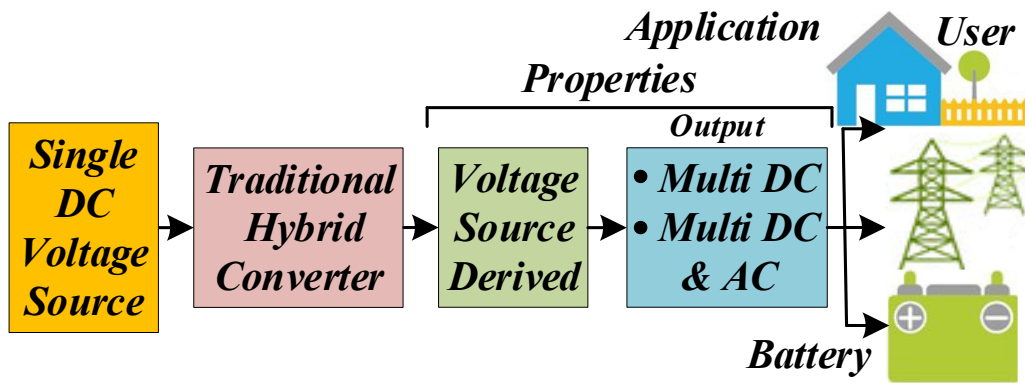 Application
User
Properties
Output
Single
DC
Voltage
Source
Traditional
Hybrid
Converter
Voltage
Source
Derived
• Multi DC
• Multi DC
& AC
Battery